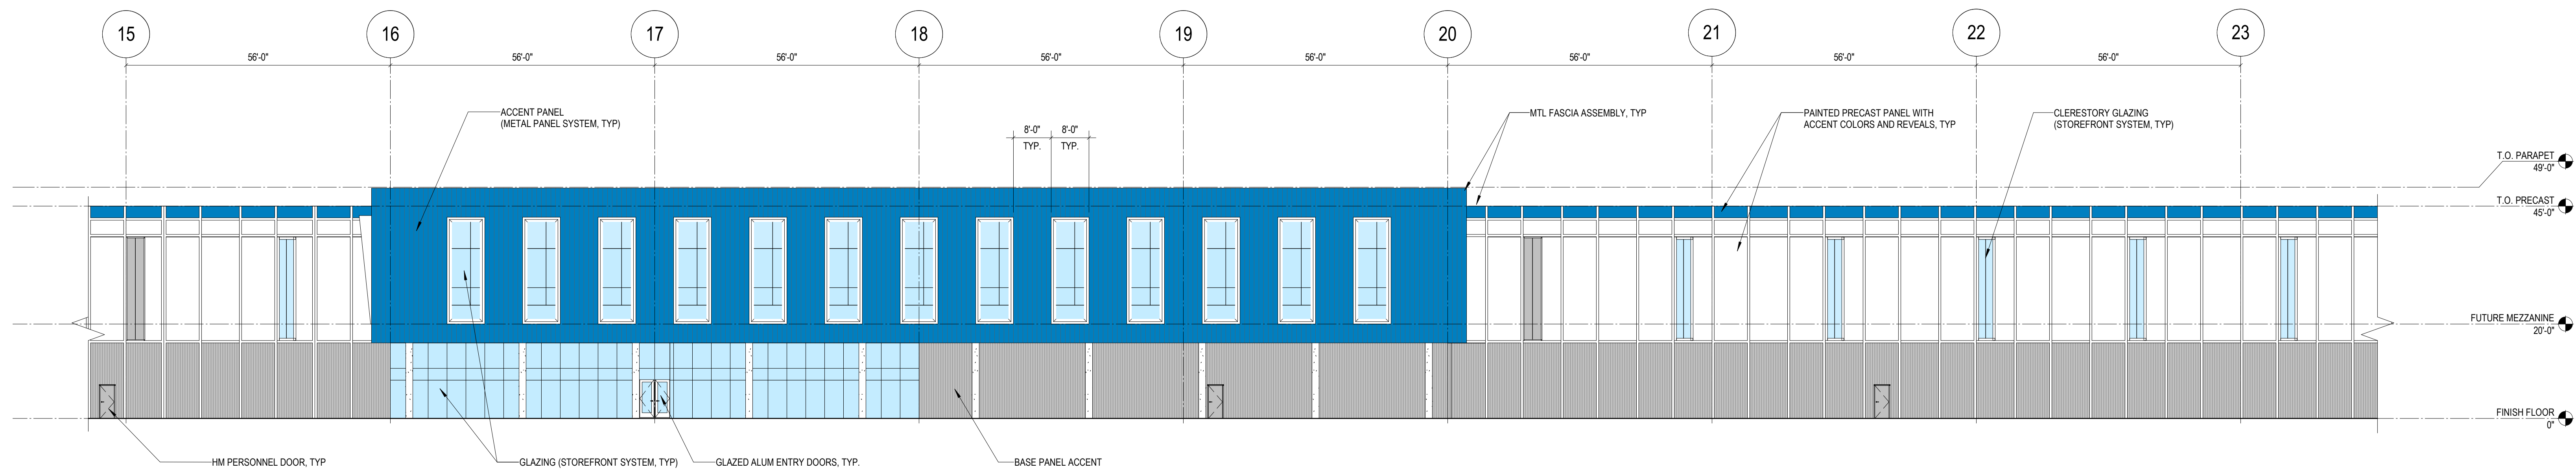 15
16
17
18
19
20
21
22
23
56'-0"
56'-0"
56'-0"
56'-0"
56'-0"
56'-0"
56'-0"
56'-0"
ACCENT PANEL
(METAL PANEL SYSTEM, TYP)
8'-0"
TYP.
8'-0"
TYP.
MTL FASCIA ASSEMBLY, TYP
PAINTED PRECAST PANEL WITH
ACCENT COLORS AND REVEALS, TYP
CLERESTORY GLAZING
(STOREFRONT SYSTEM, TYP)
T.O. PARAPET
49'-0"
T.O. PRECAST
45'-0"
FUTURE MEZZANINE
20'-0"
FINISH FLOOR
0"
HM PERSONNEL DOOR, TYP
GLAZING (STOREFRONT SYSTEM, TYP)
GLAZED ALUM ENTRY DOORS, TYP.
BASE PANEL ACCENT